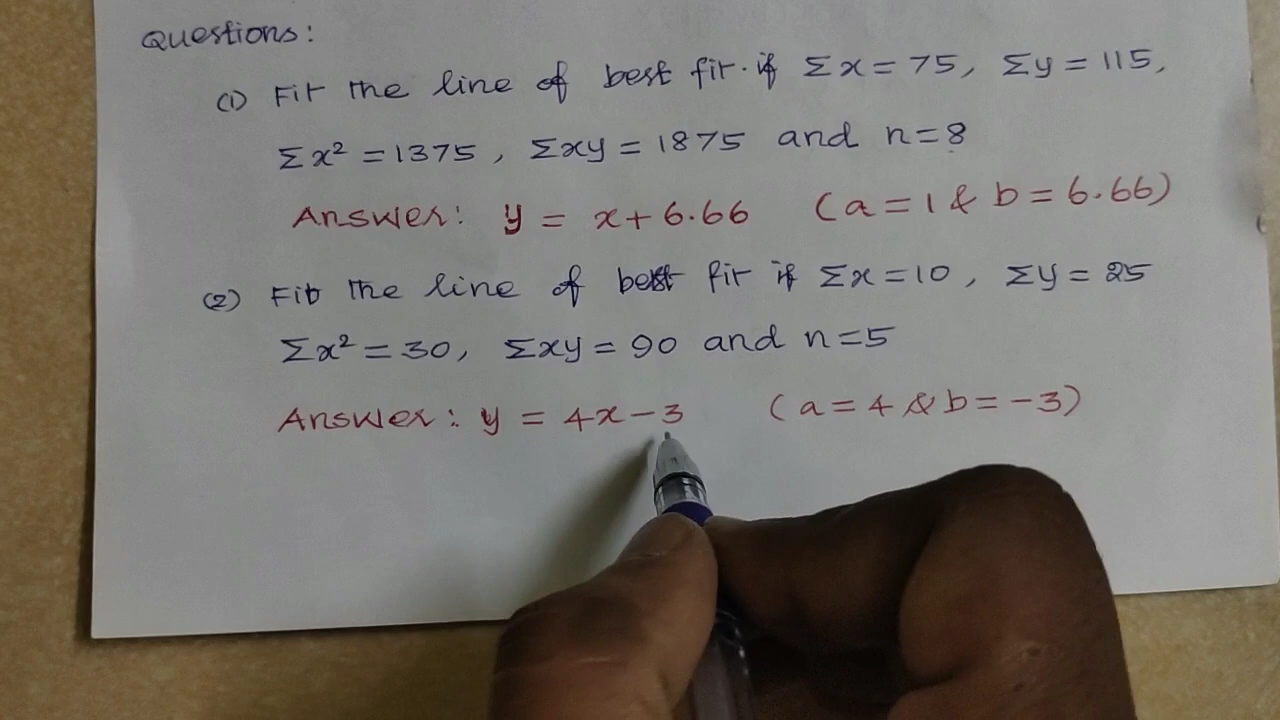 Questions:
(1) Fit the line of best fit. if Σx = 75, Σy = 115,
Σx² = 1375, Σxy = 1875 and n=8
Answer: y = x + 6.66 (a = 1 & b = 6.66)
(2) Fit the line of best fit if Σx = 10, Σy = 25
Σx² = 30, Σxy = 90 and n=5
Answer: y = 4x - 3 (a = 4 & b = -3)